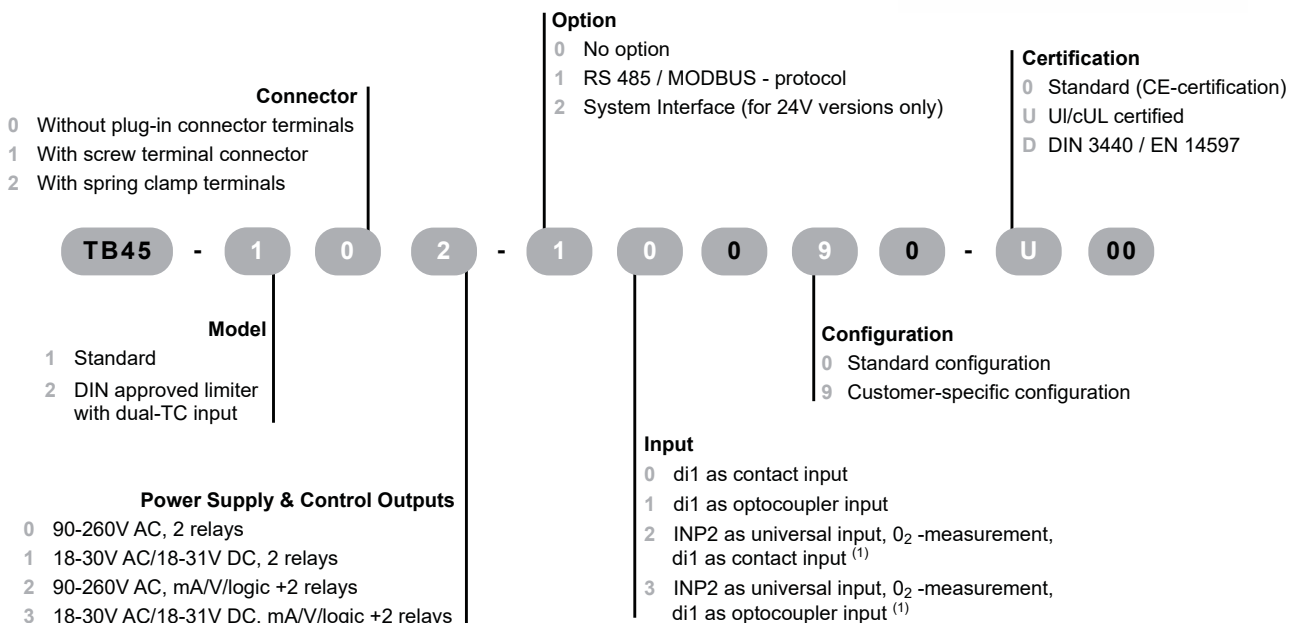 Option
0 No option
1 RS 485 / MODBUS - protocol
2 System Interface (for 24V versions only)
Certification
0 Standard (CE-certification)
U Ul/cUL certified
D DIN 3440 / EN 14597
Connector
0 Without plug-in connector terminals
1 With screw terminal connector
2 With spring clamp terminals
TB45 - 1 0 2 - 1 0 0 9 0 - U 00
Model
1 Standard
2 DIN approved limiter
with dual-TC input
Configuration
0 Standard configuration
9 Customer-specific configuration
Power Supply & Control Outputs
0 90-260V AC, 2 relays
1 18-30V AC/18-31V DC, 2 relays
2 90-260V AC, mA/V/logic +2 relays
3 18-30V AC/18-31V DC, mA/V/logic +2 relays
Input
0 di1 as contact input
1 di1 as optocoupler input
2 INP2 as universal input, 0₂ -measurement,
di1 as contact input ⁽¹⁾
3 INP2 as universal input, 0₂ -measurement,
di1 as optocoupler input ⁽¹⁾